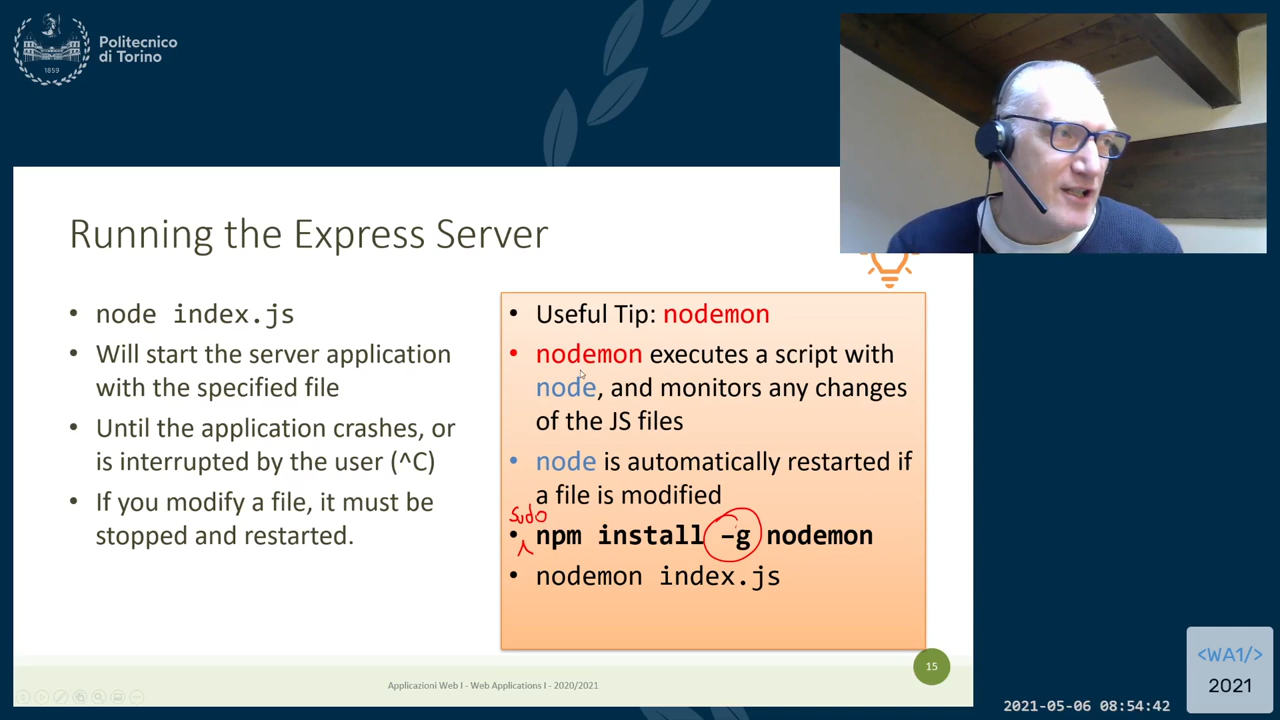 Politecnico
di Torino
1859
Running the Express Server
• node index.js
• Will start the server application
with the specified file
• Until the application crashes, or
is interrupted by the user (^C)
• If you modify a file, it must be
stopped and restarted.
• Useful Tip: nodemon
• nodemon executes a script with
node, and monitors any changes
of the JS files
• node is automatically restarted if
a file is modified
sudo
• npm install –g nodemon
• nodemon index.js
Applicazioni Web I - Web Applications I - 2020/2021
15
<WA1/>
2021
2021-05-06 08:54:42